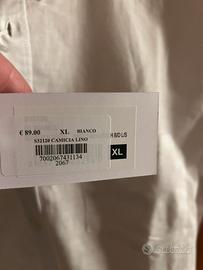 € 89.00 XL BIANCO
S32120 CAMICIA LINO
7002067431134
2067
XL